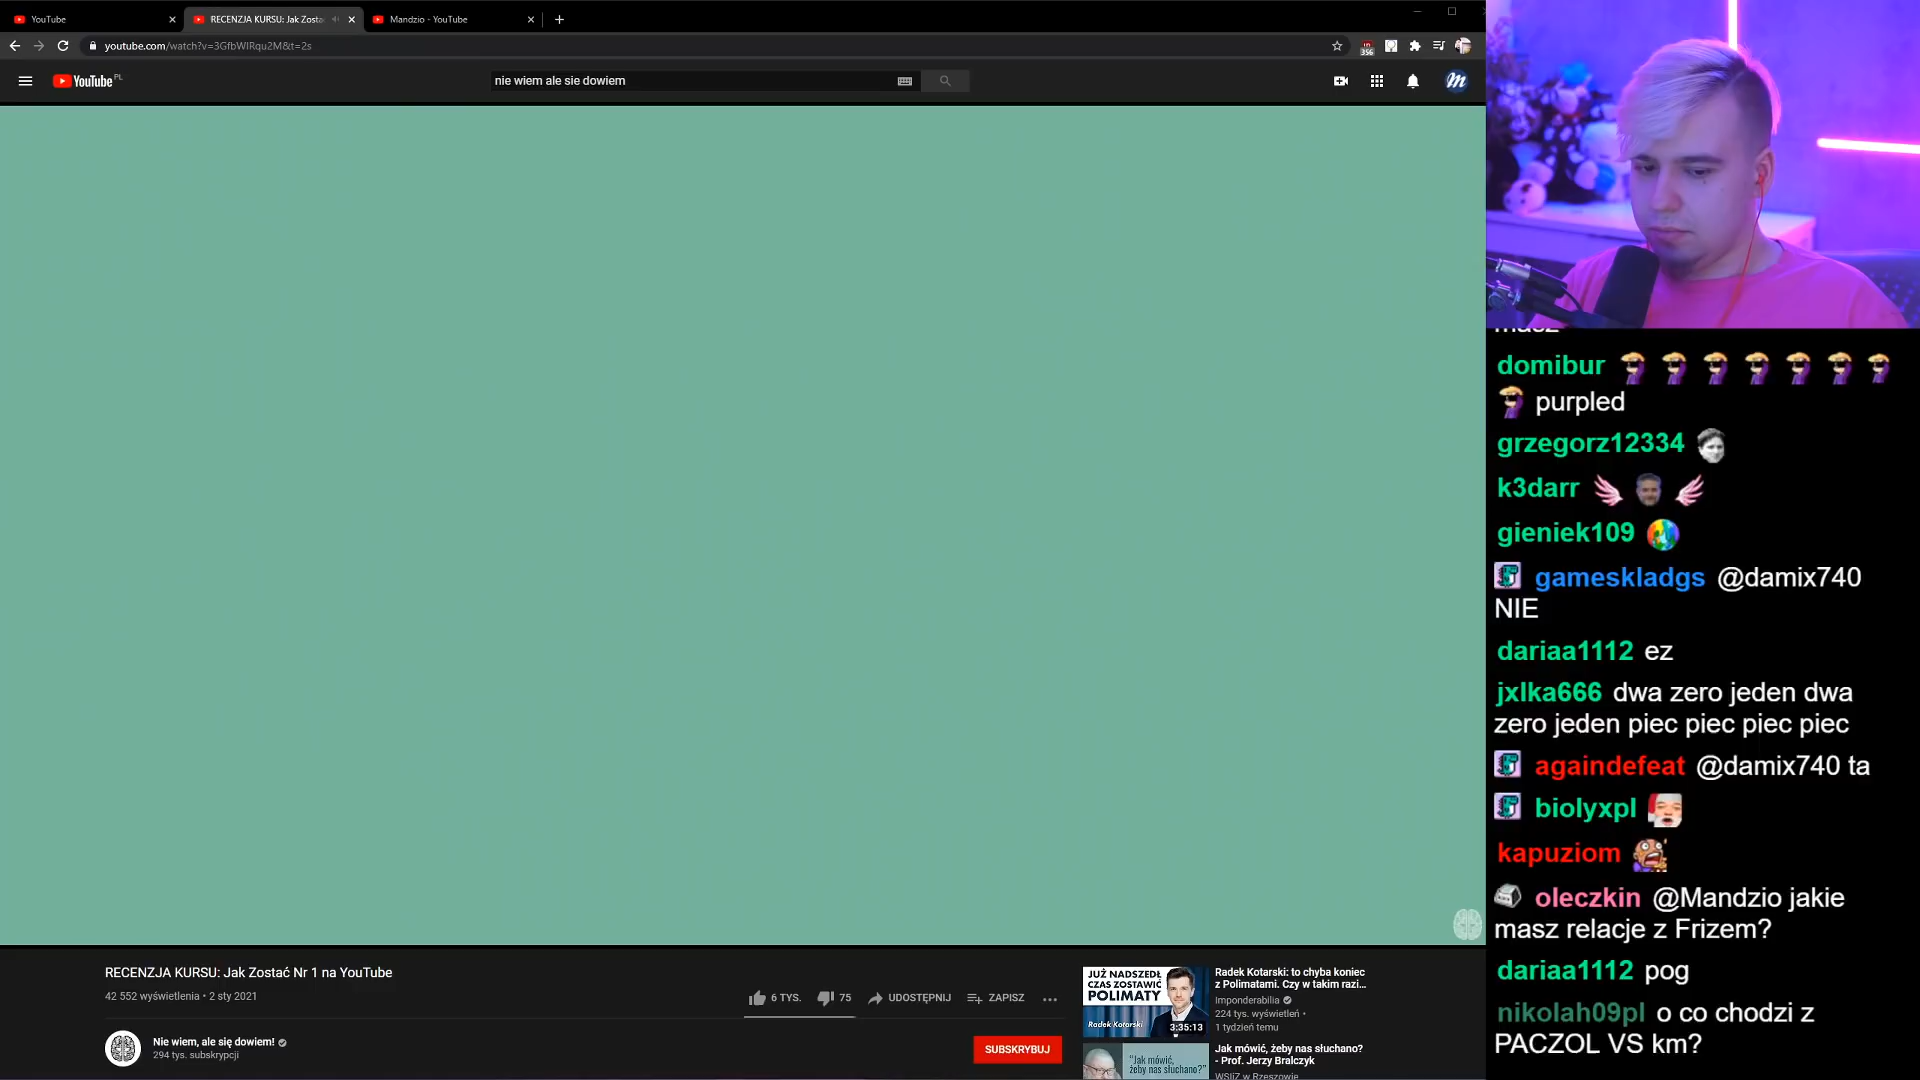 YouTube
RECENZJA KURSU: Jak Zosta
Mandzio - YouTube
youtube.com/watch?v=3GfbWlRqu2M&t=2s
356
YouTube PL
nie wiem ale sie dowiem
RECENZJA KURSU: Jak Zostać Nr 1 na YouTube
42 552 wyświetlenia • 2 sty 2021
6 TYS.
75
UDOSTĘPNIJ
ZAPISZ
Nie wiem, ale się dowiem!
294 tys. subskrypcji
SUBSKRYBUJ
JUŻ NADSZEDŁ
CZAS ZOSTAWIĆ
POLIMATY
Radek Kotarski
3:35:13
Radek Kotarski: to chyba koniec
z Polimatami. Czy w takim razi...
Imponderabilia
224 tys. wyświetleń •
1 tydzień temu
"Jak mówić,
żeby nas słuchano?"
Jak mówić, żeby nas słuchano?
- Prof. Jerzy Bralczyk
WSIiZ w Rzeszowie
masz
domibur
purpled
grzegorz12334
k3darr
gieniek109
gameskladgs @damix740
NIE
dariaa1112 ez
jxlka666 dwa zero jeden dwa
zero jeden piec piec piec piec
againdefeat @damix740 ta
biolyxpl
kapuziom
oleczkin @Mandzio jakie
masz relacje z Frizem?
dariaa1112 pog
nikolah09pl o co chodzi z
PACZOL VS km?